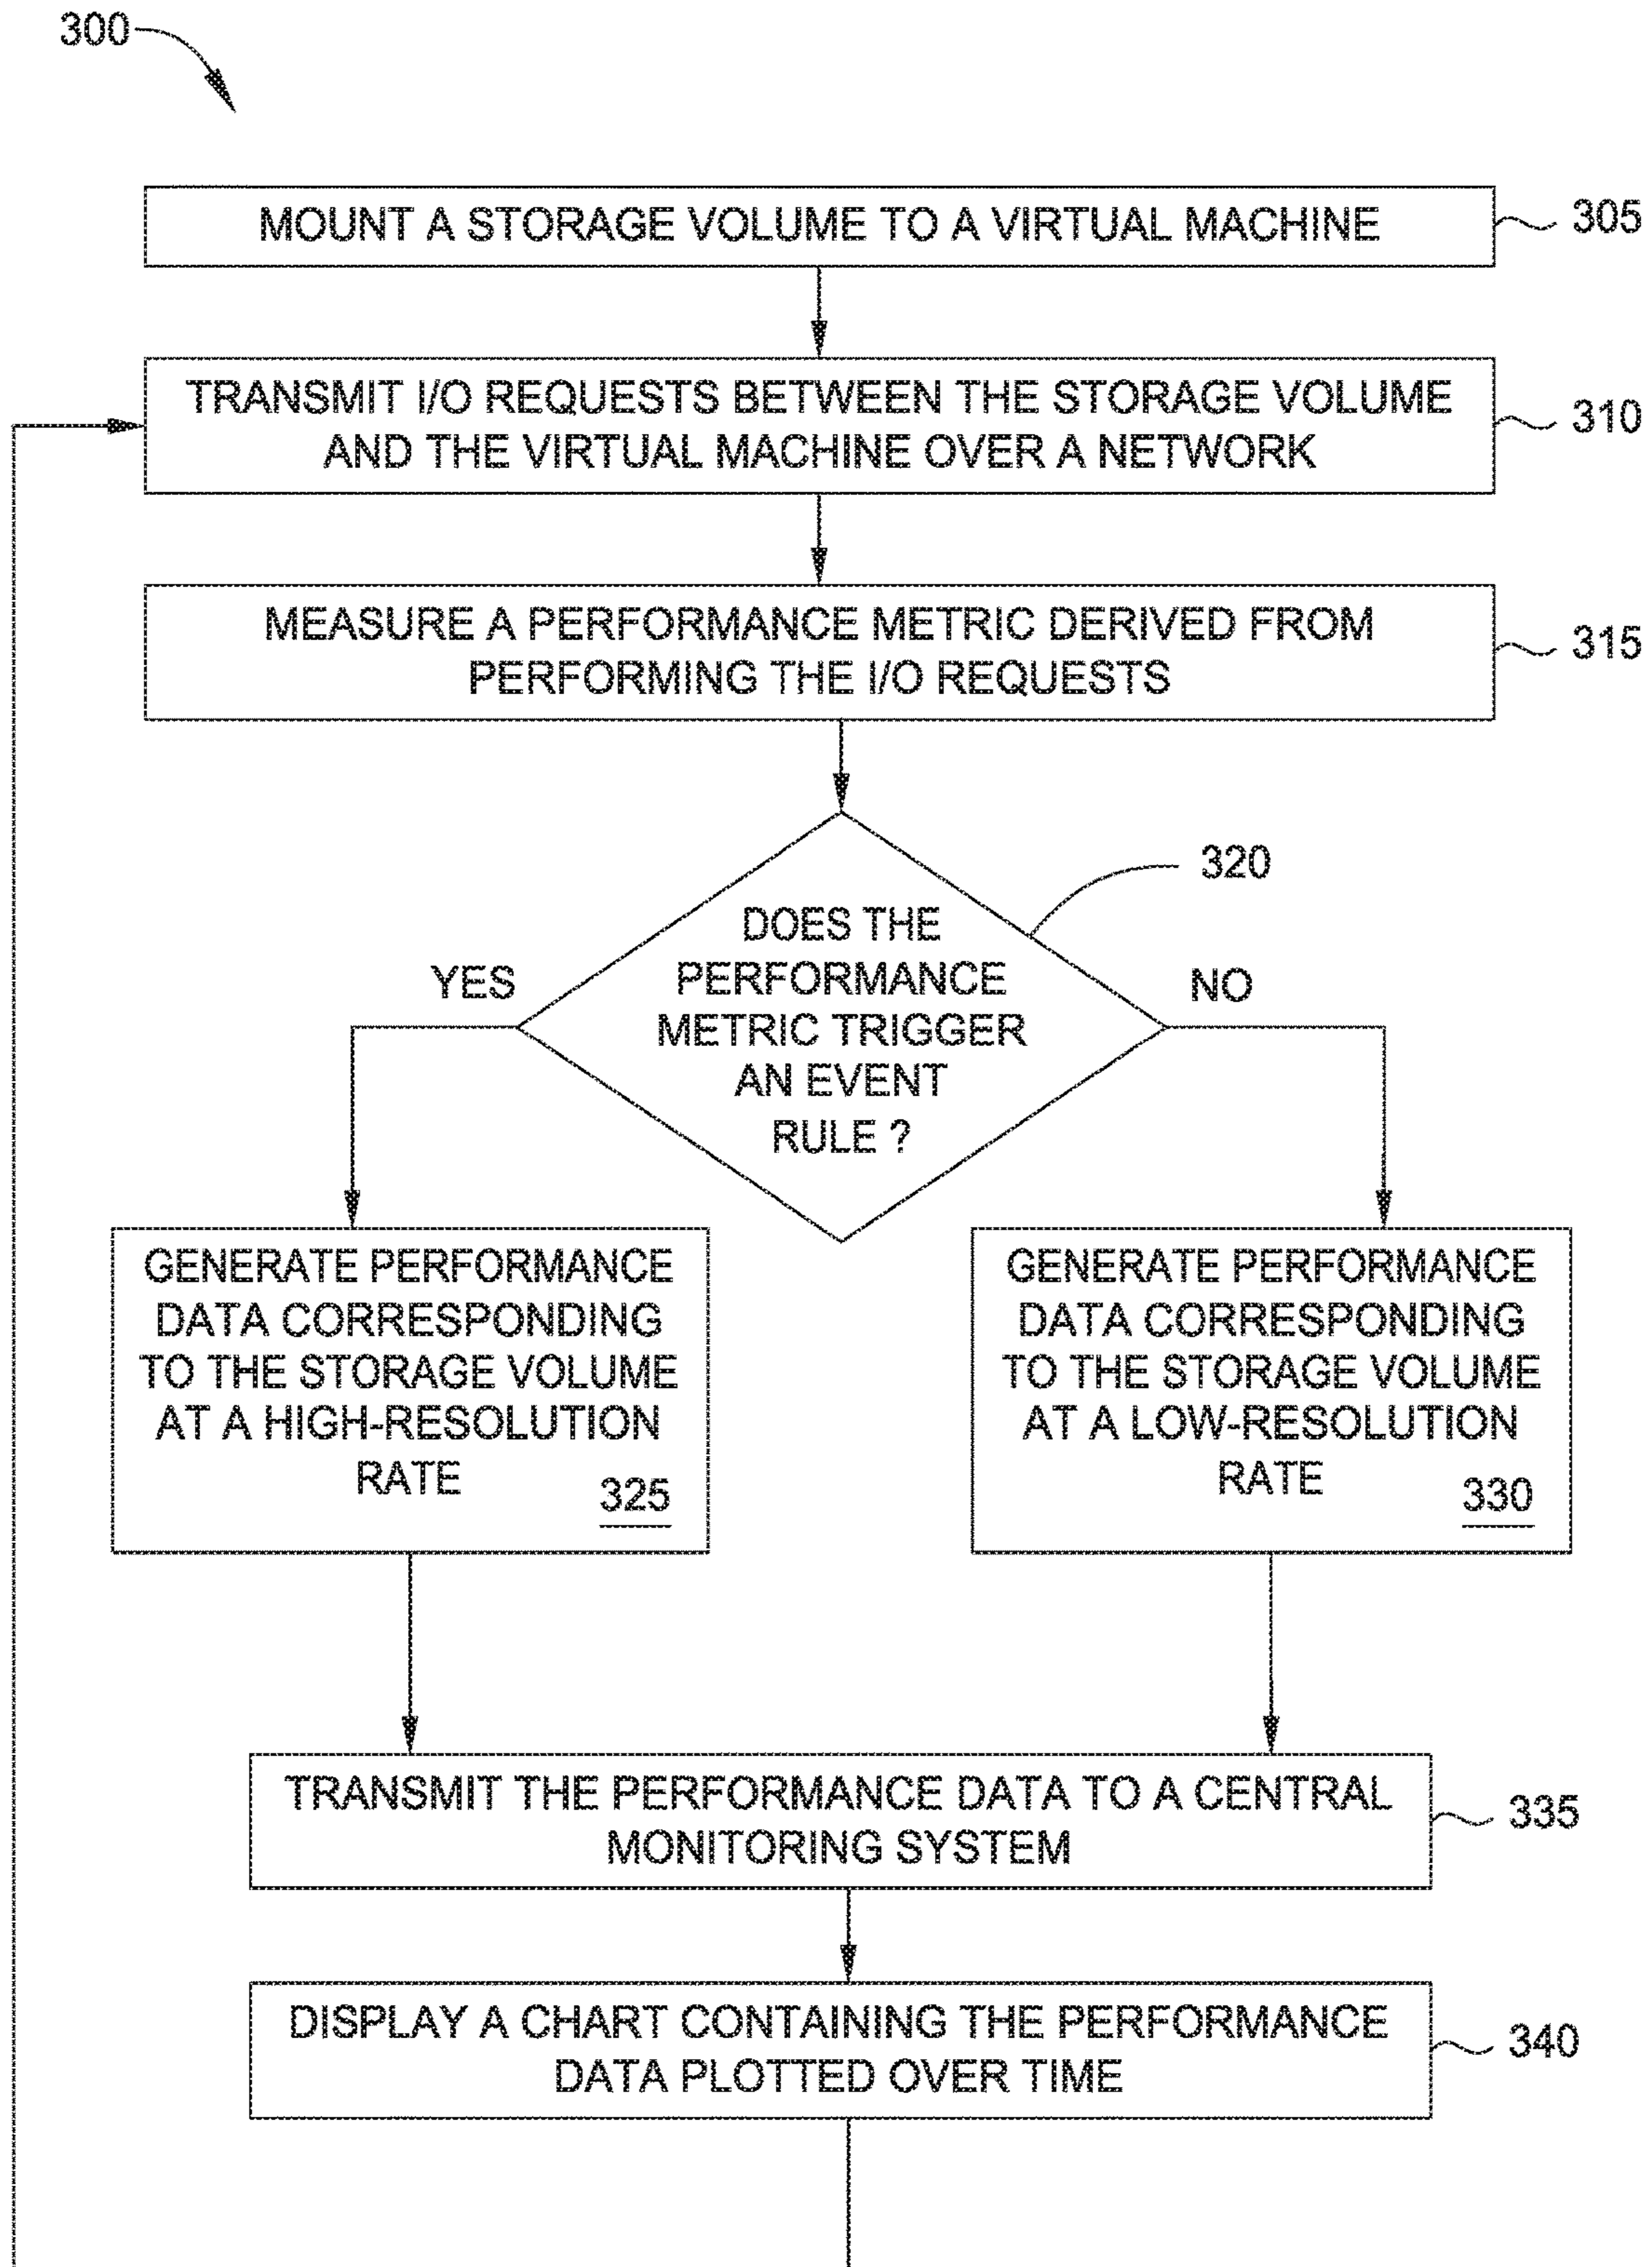 300
MOUNT A STORAGE VOLUME TO A VIRTUAL MACHINE
305
TRANSMIT I/O REQUESTS BETWEEN THE STORAGE VOLUME
AND THE VIRTUAL MACHINE OVER A NETWORK
310
MEASURE A PERFORMANCE METRIC DERIVED FROM
PERFORMING THE I/O REQUESTS
315
320
DOES THE
PERFORMANCE
METRIC TRIGGER
AN EVENT
RULE ?
YES
NO
GENERATE PERFORMANCE
DATA CORRESPONDING
TO THE STORAGE VOLUME
AT A HIGH-RESOLUTION
RATE
325
GENERATE PERFORMANCE
DATA CORRESPONDING
TO THE STORAGE VOLUME
AT A LOW-RESOLUTION
RATE
330
TRANSMIT THE PERFORMANCE DATA TO A CENTRAL
MONITORING SYSTEM
335
DISPLAY A CHART CONTAINING THE PERFORMANCE
DATA PLOTTED OVER TIME
340